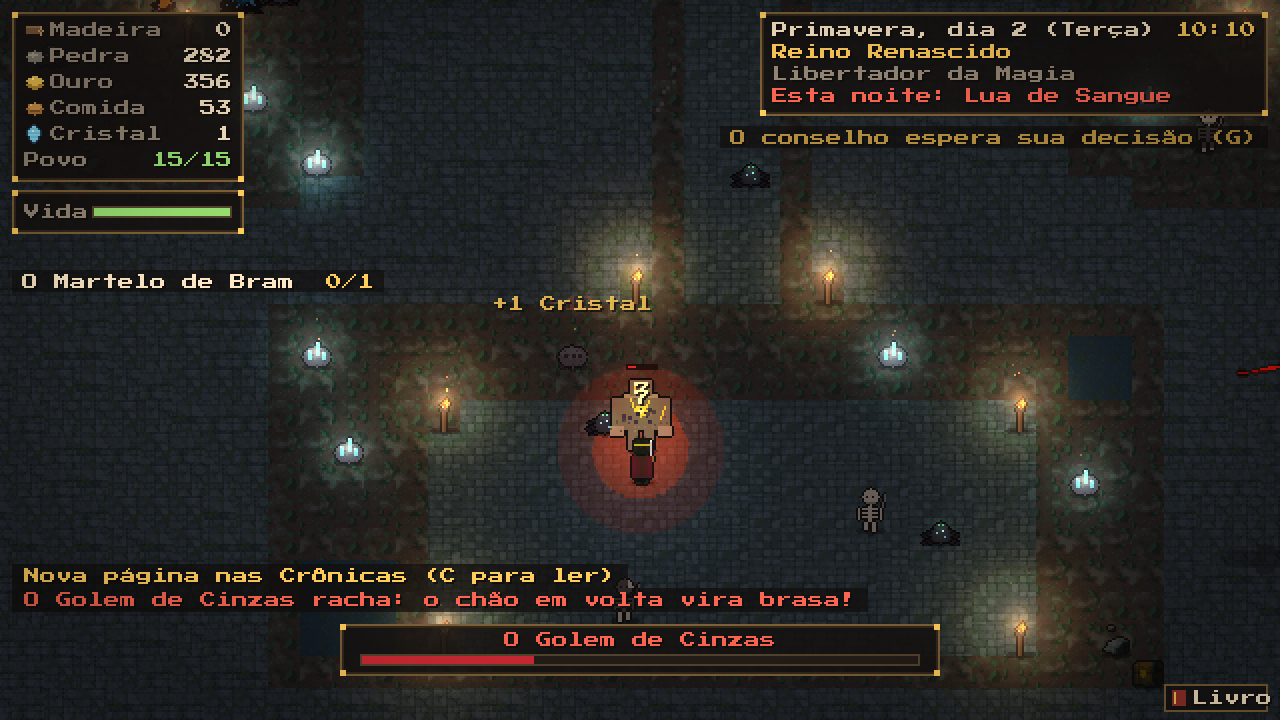 Madeira 0
Pedra 282
Ouro 356
Comida 53
Cristal 1
Povo 15/15
Vida
Primavera, dia 2 (Terça) 10:10
Reino Renascido
Libertador da Magia
Esta noite: Lua de Sangue
O conselho espera sua decisão (G)
O Martelo de Bram 0/1
+1 Cristal
?
Nova página nas Crônicas (C para ler)
O Golem de Cinzas racha: o chão em volta vira brasa!
O Golem de Cinzas
Livro